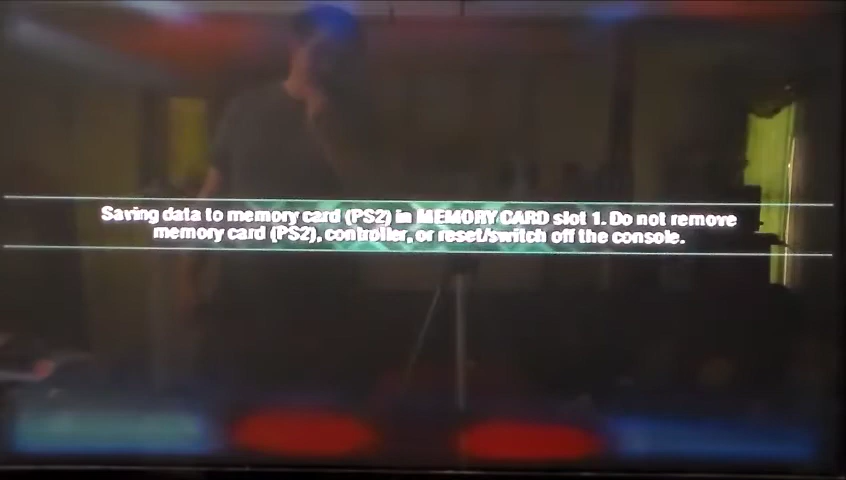 Saving data to memory card (PS2) in MEMORY CARD slot 1. Do not remove
memory card (PS2), controller, or reset/switch off the console.